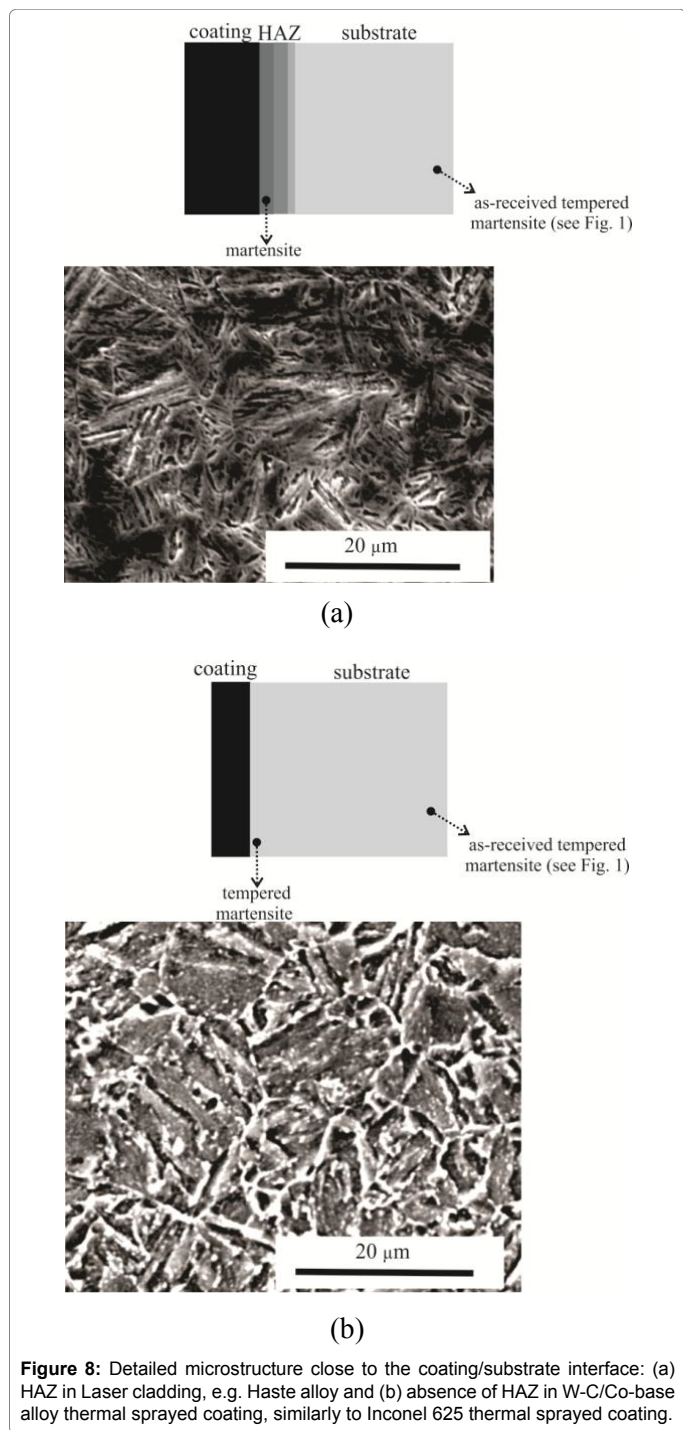 coating HAZ substrate
as-received tempered
martensite (see Fig. 1)
martensite
20 µm
(a)
coating substrate
as-received tempered
martensite (see Fig. 1)
tempered
martensite
20 µm
(b)
Figure 8: Detailed microstructure close to the coating/substrate interface: (a)
HAZ in Laser cladding, e.g. Haste alloy and (b) absence of HAZ in W-C/Co-base
alloy thermal sprayed coating, similarly to Inconel 625 thermal sprayed coating.